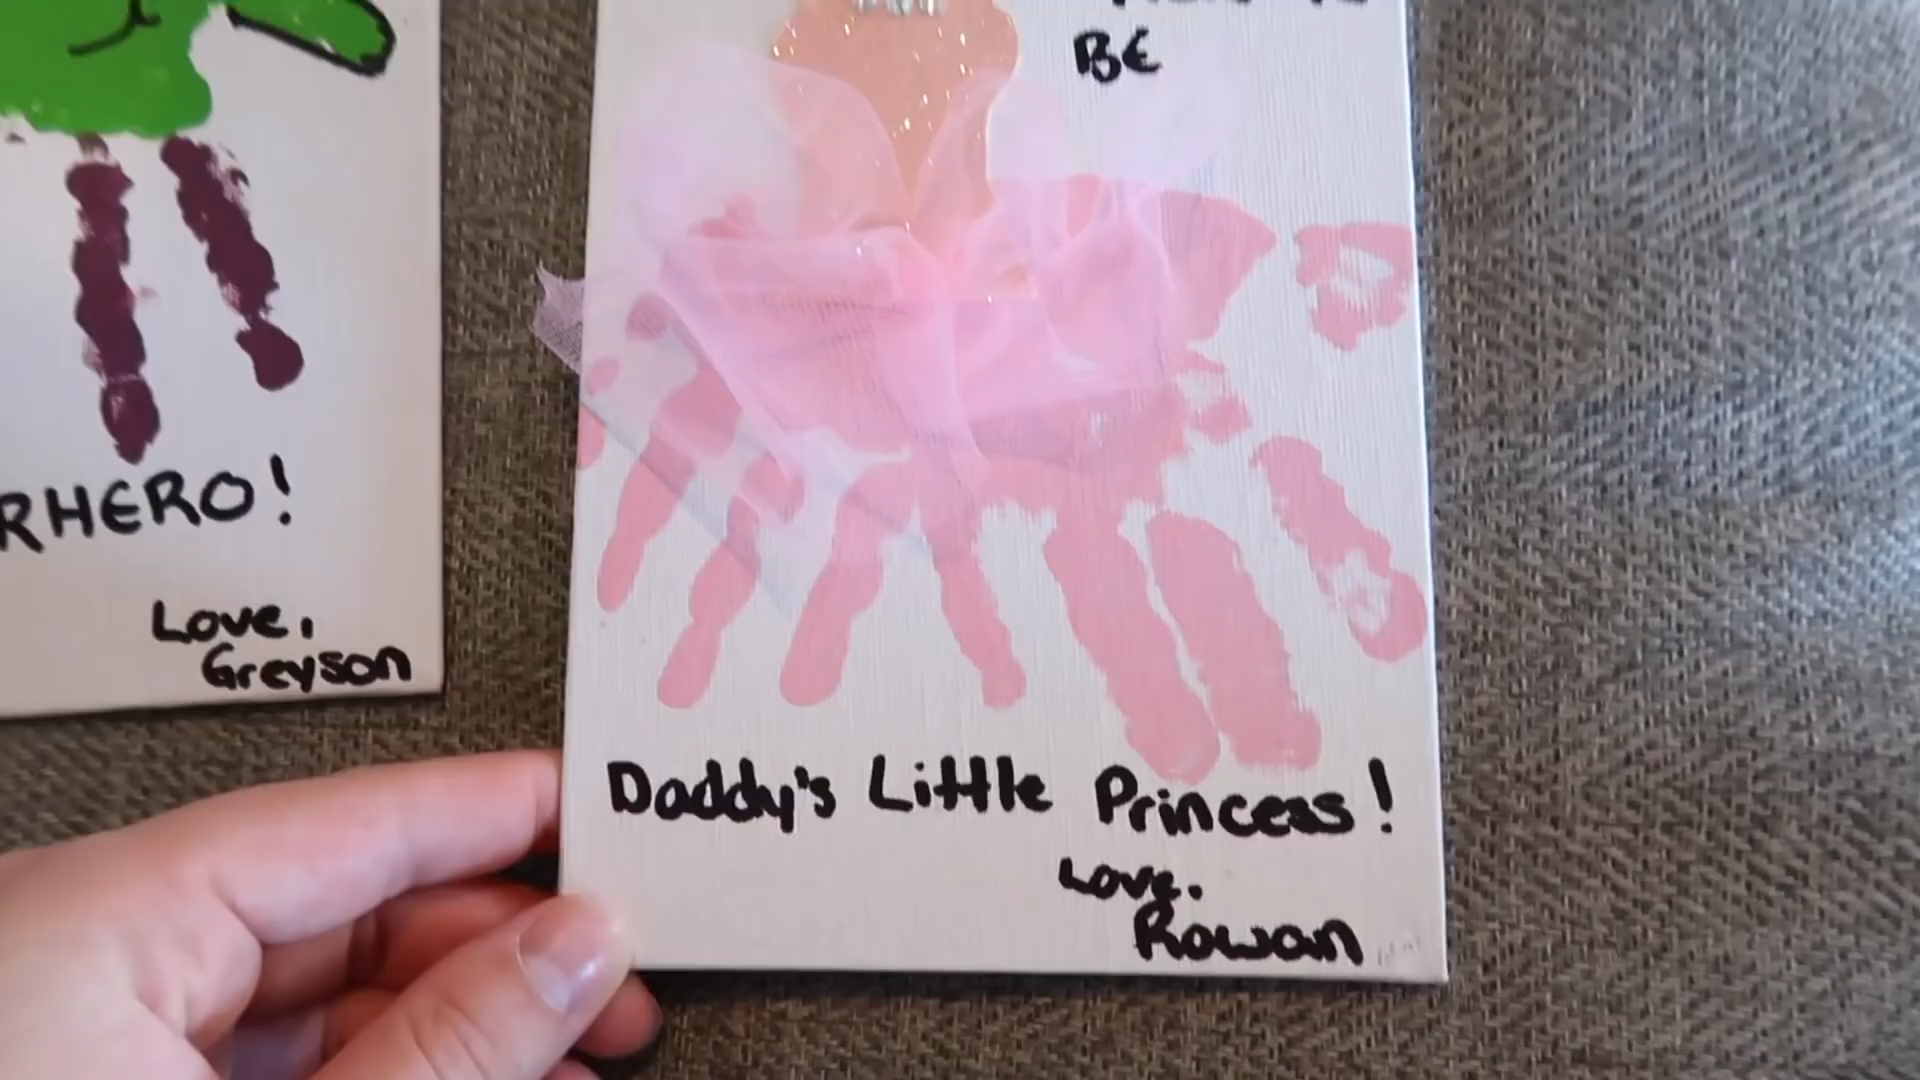 BE
RHERO!
Love,
Greyson
Daddy's Little Princess!
Love,
Rowan